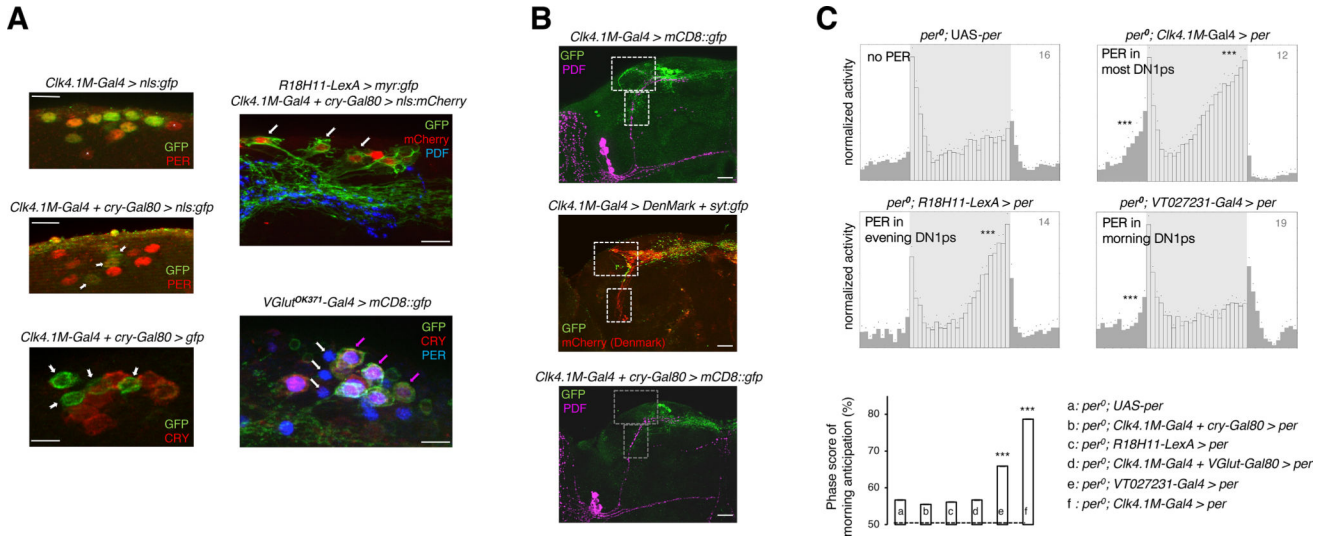 A
Clk4.1M-Gal4 > nls:gfp
GFP
PER
Clk4.1M-Gal4 + cry-Gal80 > nls:gfp
GFP
PER
Clk4.1M-Gal4 + cry-Gal80 > gfp
GFP
CRY
R18H11-LexA > myr:gfp
Clk4.1M-Gal4 + cry-Gal80 > nls:mCherry
GFP
mCherry
PDF
VGlutOK371-Gal4 > mCD8::gfp
GFP
CRY
PER
B
Clk4.1M-Gal4 > mCD8::gfp
GFP
PDF
Clk4.1M-Gal4 > DenMark + syt:gfp
GFP
mCherry (Denmark)
Clk4.1M-Gal4 + cry-Gal80 > mCD8::gfp
GFP
PDF
C
per0; UAS-per
no PER
16
normalized activity
per0; Clk4.1M-Gal4 > per
PER in
most DN1ps
***
***
12
normalized activity
per0; R18H11-LexA > per
PER in
evening DN1ps
***
14
normalized activity
per0; VT027231-Gal4 > per
PER in
morning DN1ps
***
19
Phase score of
morning anticipation (%)
80
70
60
50
***
***
a
b
c
d
e
f
a: per0; UAS-per
b: per0; Clk4.1M-Gal4 + cry-Gal80 > per
c: per0; R18H11-LexA > per
d: per0; Clk4.1M-Gal4 + VGlut-Gal80 > per
e: per0; VT027231-Gal4 > per
f : per0; Clk4.1M-Gal4 > per